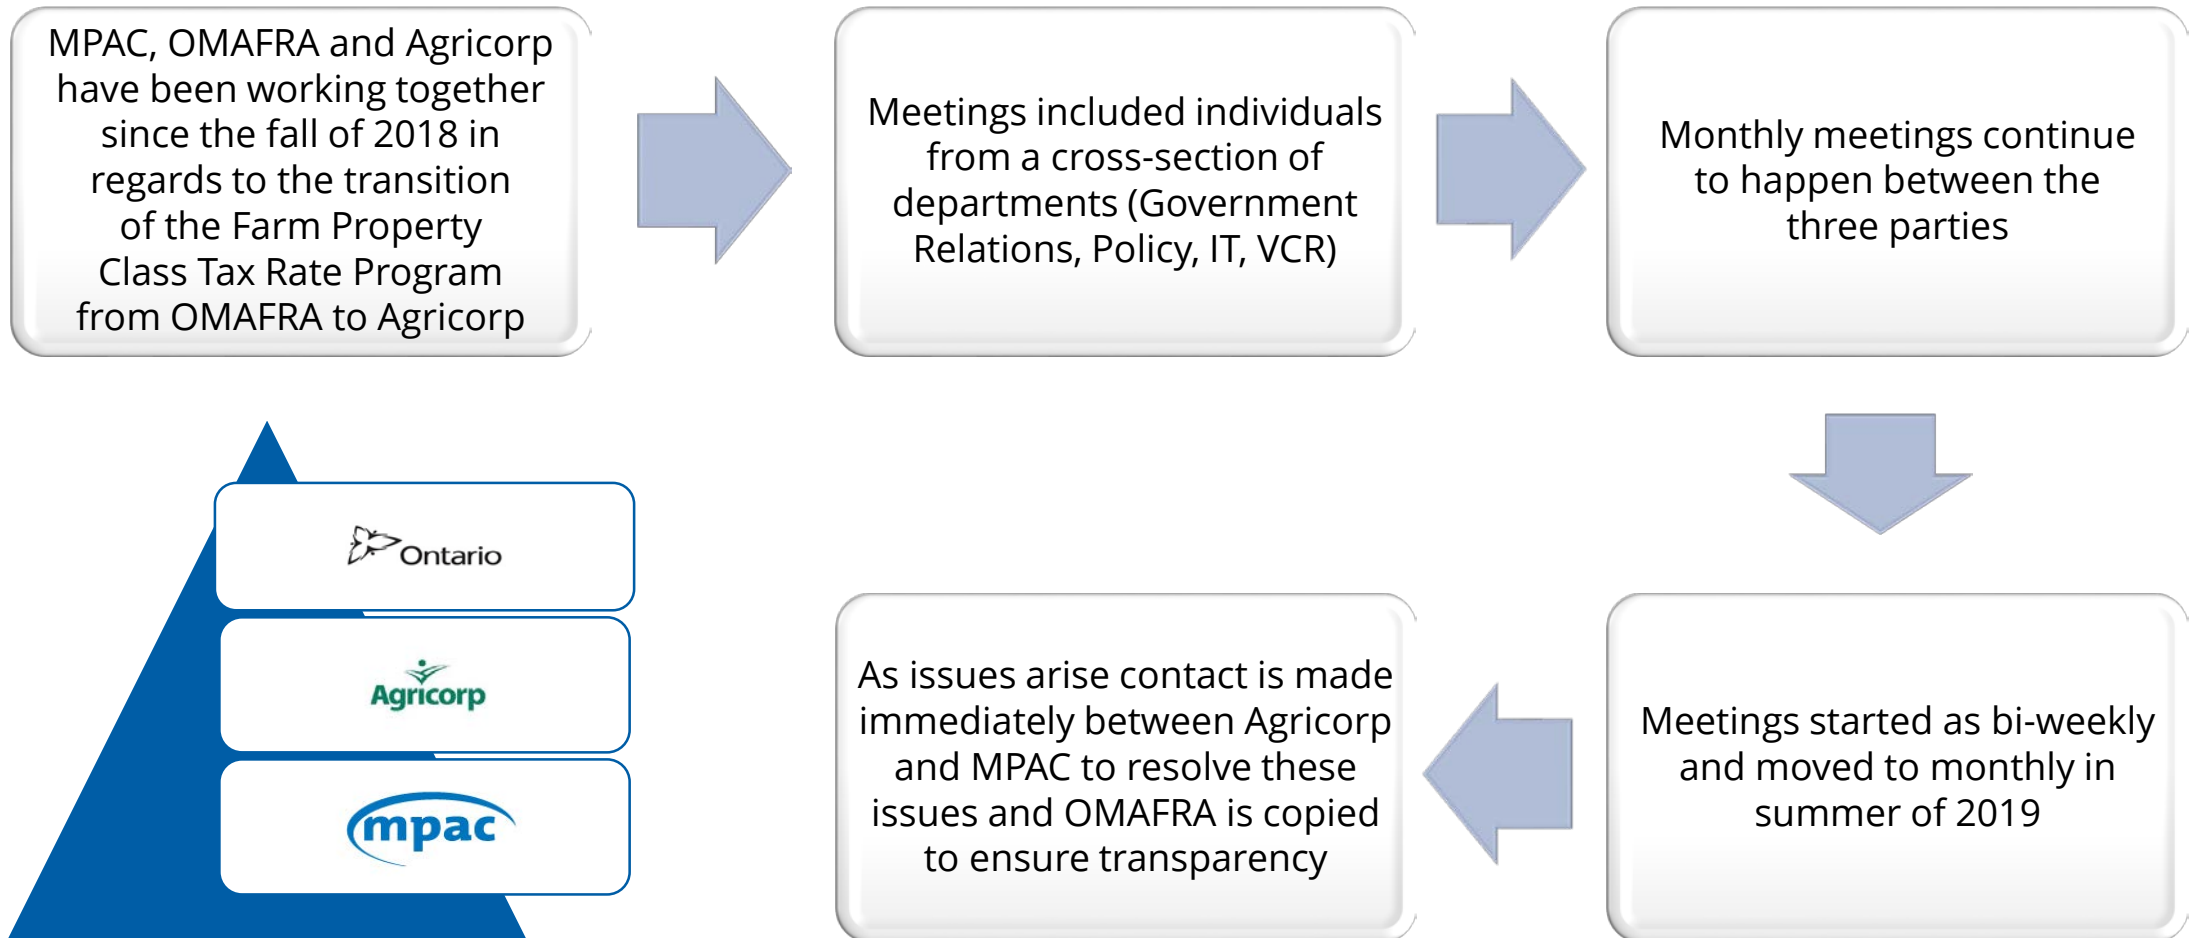 MPAC, OMAFRA and Agricorp
have been working together
since the fall of 2018 in
regards to the transition
of the Farm Property
Class Tax Rate Program
from OMAFRA to Agricorp
Meetings included individuals
from a cross-section of
departments (Government
Relations, Policy, IT, VCR)
Monthly meetings continue
to happen between the
three parties
Meetings started as bi-weekly
and moved to monthly in
summer of 2019
As issues arise contact is made
immediately between Agricorp
and MPAC to resolve these
issues and OMAFRA is copied
to ensure transparency
Ontario
Agricorp
mpac